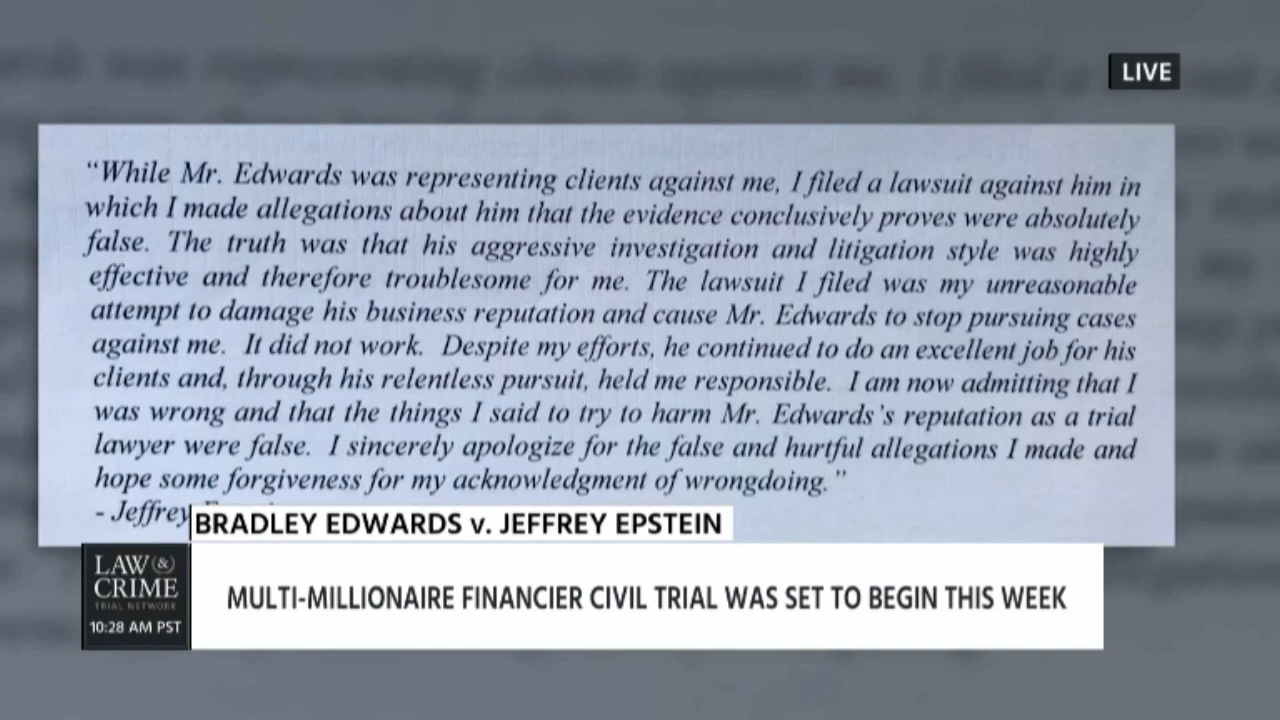 LIVE
“While Mr. Edwards was representing clients against me, I filed a lawsuit against him in
which I made allegations about him that the evidence conclusively proves were absolutely
false. The truth was that his aggressive investigation and litigation style was highly
effective and therefore troublesome for me. The lawsuit I filed was my unreasonable
attempt to damage his business reputation and cause Mr. Edwards to stop pursuing cases
against me. It did not work. Despite my efforts, he continued to do an excellent job for his
clients and, through his relentless pursuit, held me responsible. I am now admitting that I
was wrong and that the things I said to try to harm Mr. Edwards's reputation as a trial
lawyer were false. I sincerely apologize for the false and hurtful allegations I made and
hope some forgiveness for my acknowledgment of wrongdoing.”
- Jeffrey
BRADLEY EDWARDS v. JEFFREY EPSTEIN
LAW &
CRIME
TRIAL NETWORK
10:28 AM PST
MULTI-MILLIONAIRE FINANCIER CIVIL TRIAL WAS SET TO BEGIN THIS WEEK